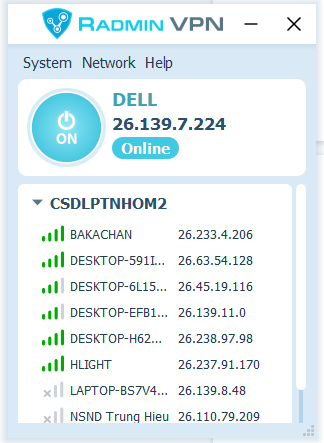 RADMIN VPN
System Network Help
DELL
26.139.7.224
ON
Online
CSDLPTNHOM2
BAKACHAN 26.233.4.206
DESKTOP-591I... 26.63.54.128
DESKTOP-6L15... 26.45.19.116
DESKTOP-EFB1... 26.139.11.0
DESKTOP-H62... 26.238.97.98
HLIGHT 26.237.91.170
LAPTOP-BS7V4... 26.139.8.48
NSND Trung Hieu 26.110.79.209